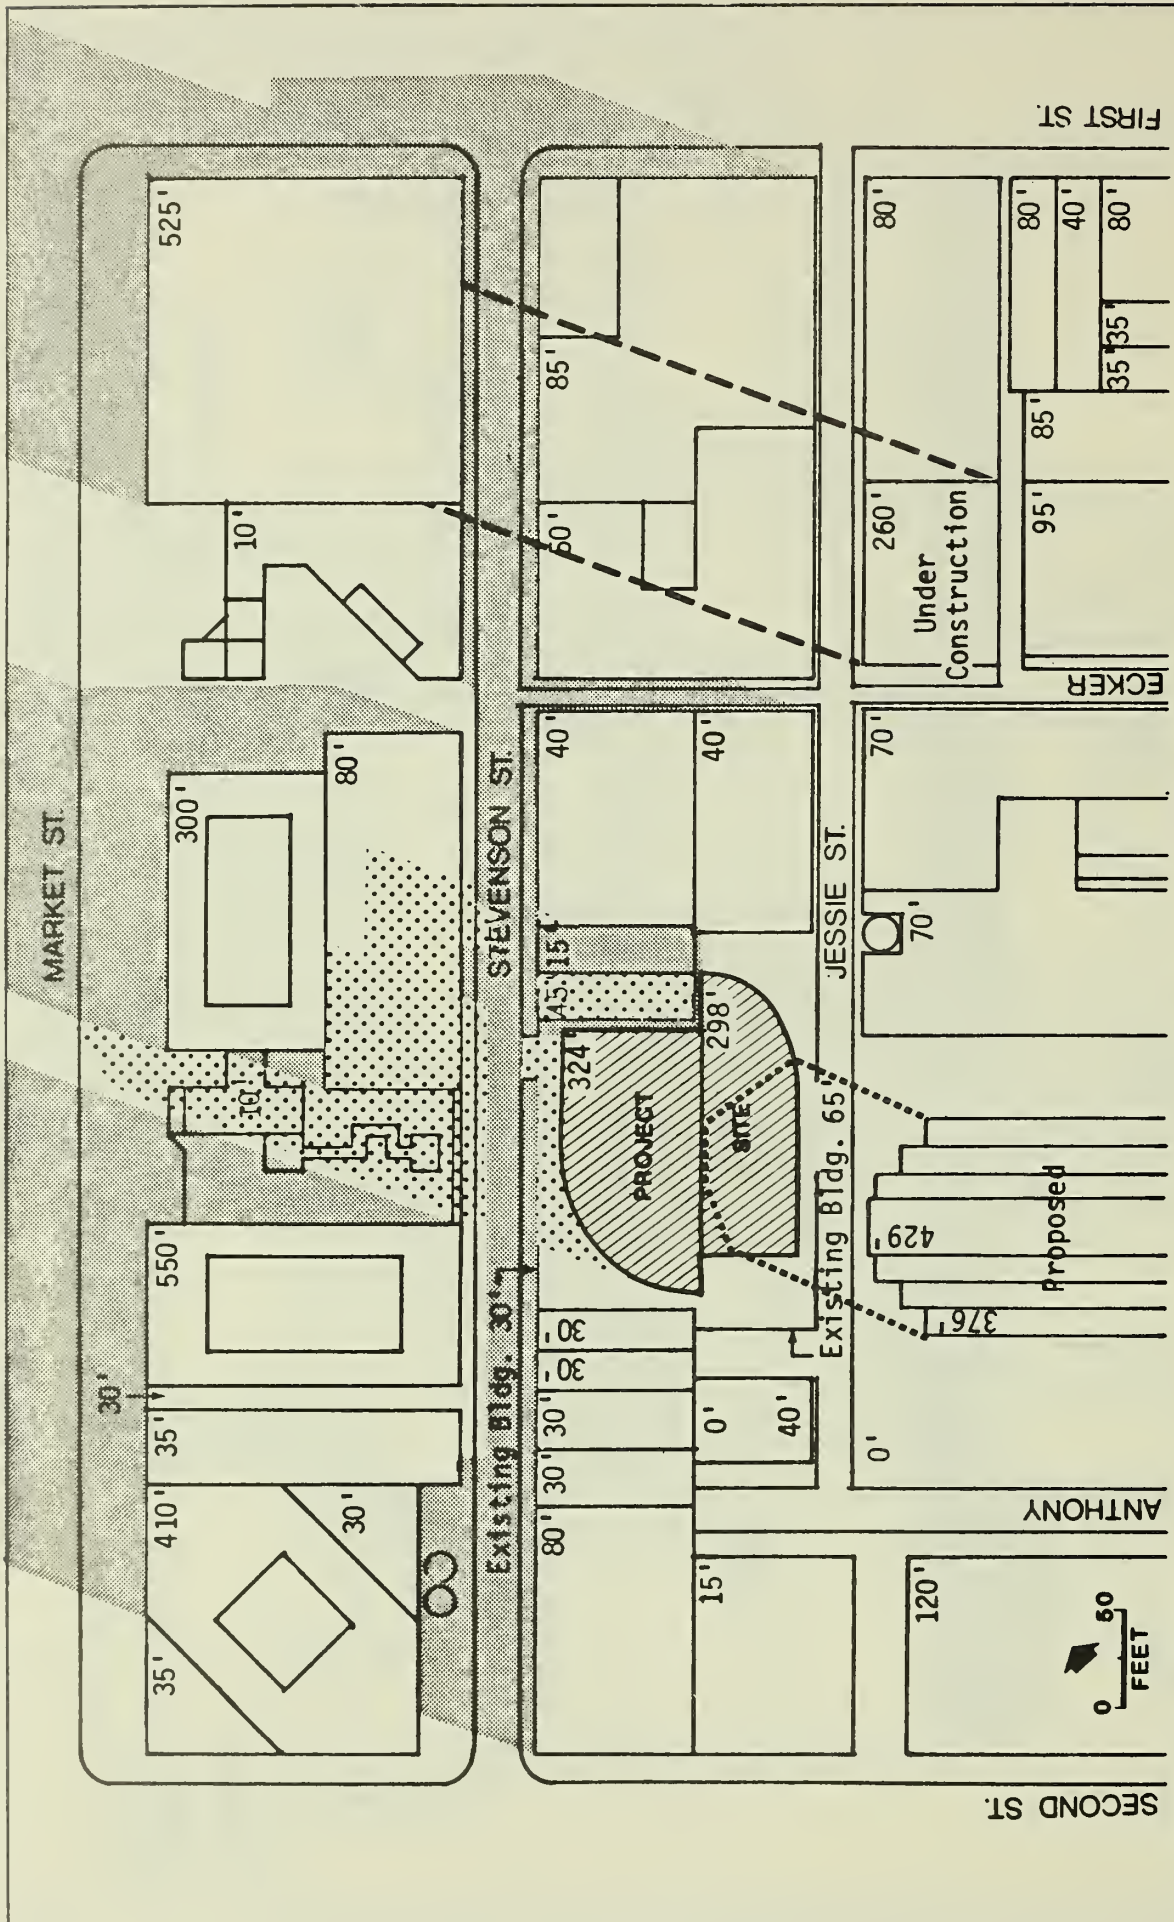 MARKET ST.
35'
410'
30'
35'
30'
550'
10'
300'
80'
10'
525'
STEVENSON ST.
Existing Bldg. 30'
80'
30'
30'
30'
30'
324'
45'
15'
40'
60'
85'
PROJECT
SITE
298'
15'
0'
40'
40'
Existing Bldg. 65'
JESSIE ST.
120'
0'
376'
429'
Proposed
70'
70'
260'
Under
Construction
80'
95'
85'
80'
40'
80'
35'
35'
SECOND ST.
ANTHONY
ECKER
FIRST ST.
0 50
FEET